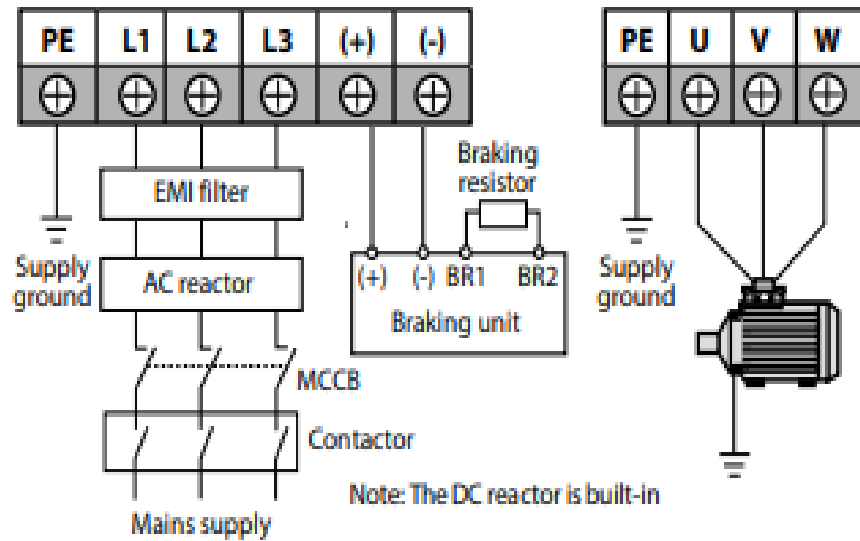 PE L1 L2 L3 (+) (-)
PE U V W
Braking
resistor
EMI filter
Supply
ground
AC reactor
(+) (-) BR1 BR2
Braking unit
Supply
ground
MCCB
Contactor
Note: The DC reactor is built-in
Mains supply